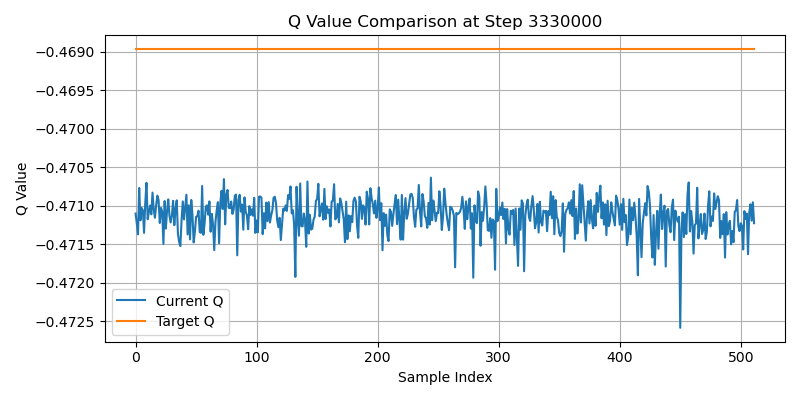 Q Value Comparison at Step 3330000
Q Value
−0.4690
−0.4695
−0.4700
−0.4705
−0.4710
−0.4715
−0.4720
−0.4725
Current Q
Target Q
0 100 200 300 400 500
Sample Index